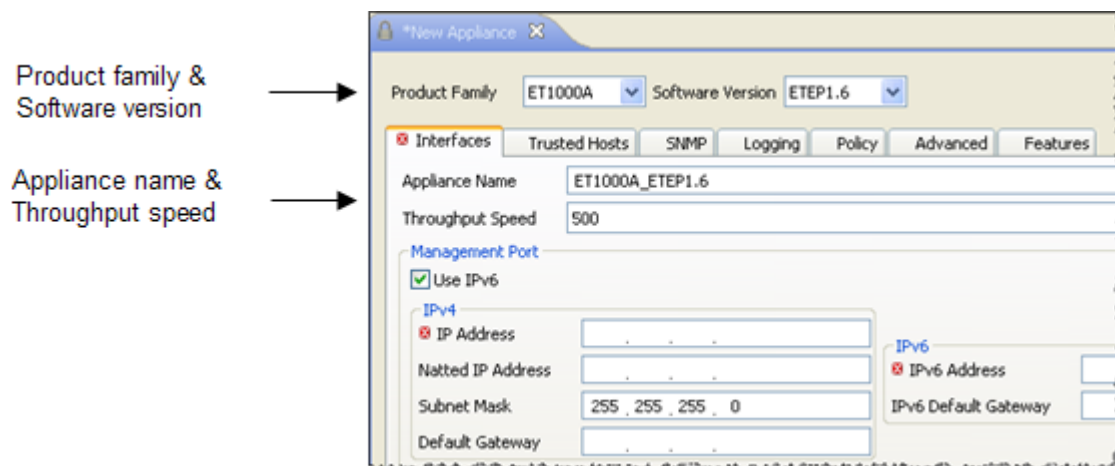 *New Appliance
Product family &
Software version
Product Family ET1000A Software Version ETEP1.6
Interfaces Trusted Hosts SNMP Logging Policy Advanced Features
Appliance name &
Throughput speed
Appliance Name ET1000A_ETEP1.6
Throughput Speed 500
Management Port
Use IPv6
IPv4
IP Address . . .
Natted IP Address . . .
Subnet Mask 255 . 255 . 255 . 0
Default Gateway . . .
IPv6
IPv6 Address
IPv6 Default Gateway